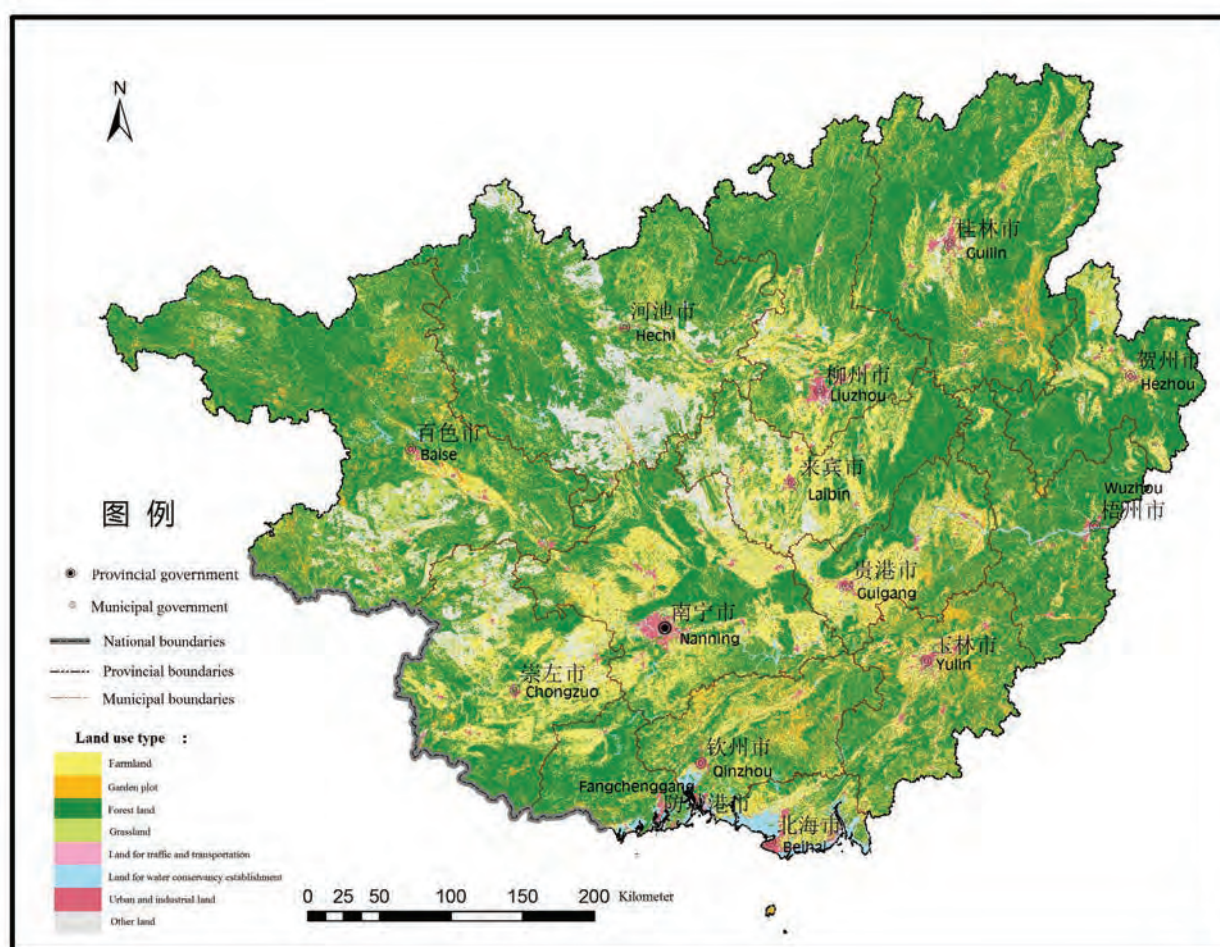 N
桂林市
Guilin
河池市
Hechi
贺州市
Hezhou
柳州市
Liuzhou
百色市
Baise
来宾市
Laibin
Wuzhou
梧州市
贵港市
Guigang
南宁市
Nanning
玉林市
Yulin
崇左市
Chongzuo
钦州市
Qinzhou
Fangchenggang
防城港市
北海市
Beihai
图 例
Provincial government
Municipal government
National boundaries
Provincial boundaries
Municipal boundaries
Land use type :
Farmland
Garden plot
Forest land
Grassland
Land for traffic and transportation
Land for water conservancy establishment
Urban and industrial land
Other land
0 25 50 100 150 200 Kilometer